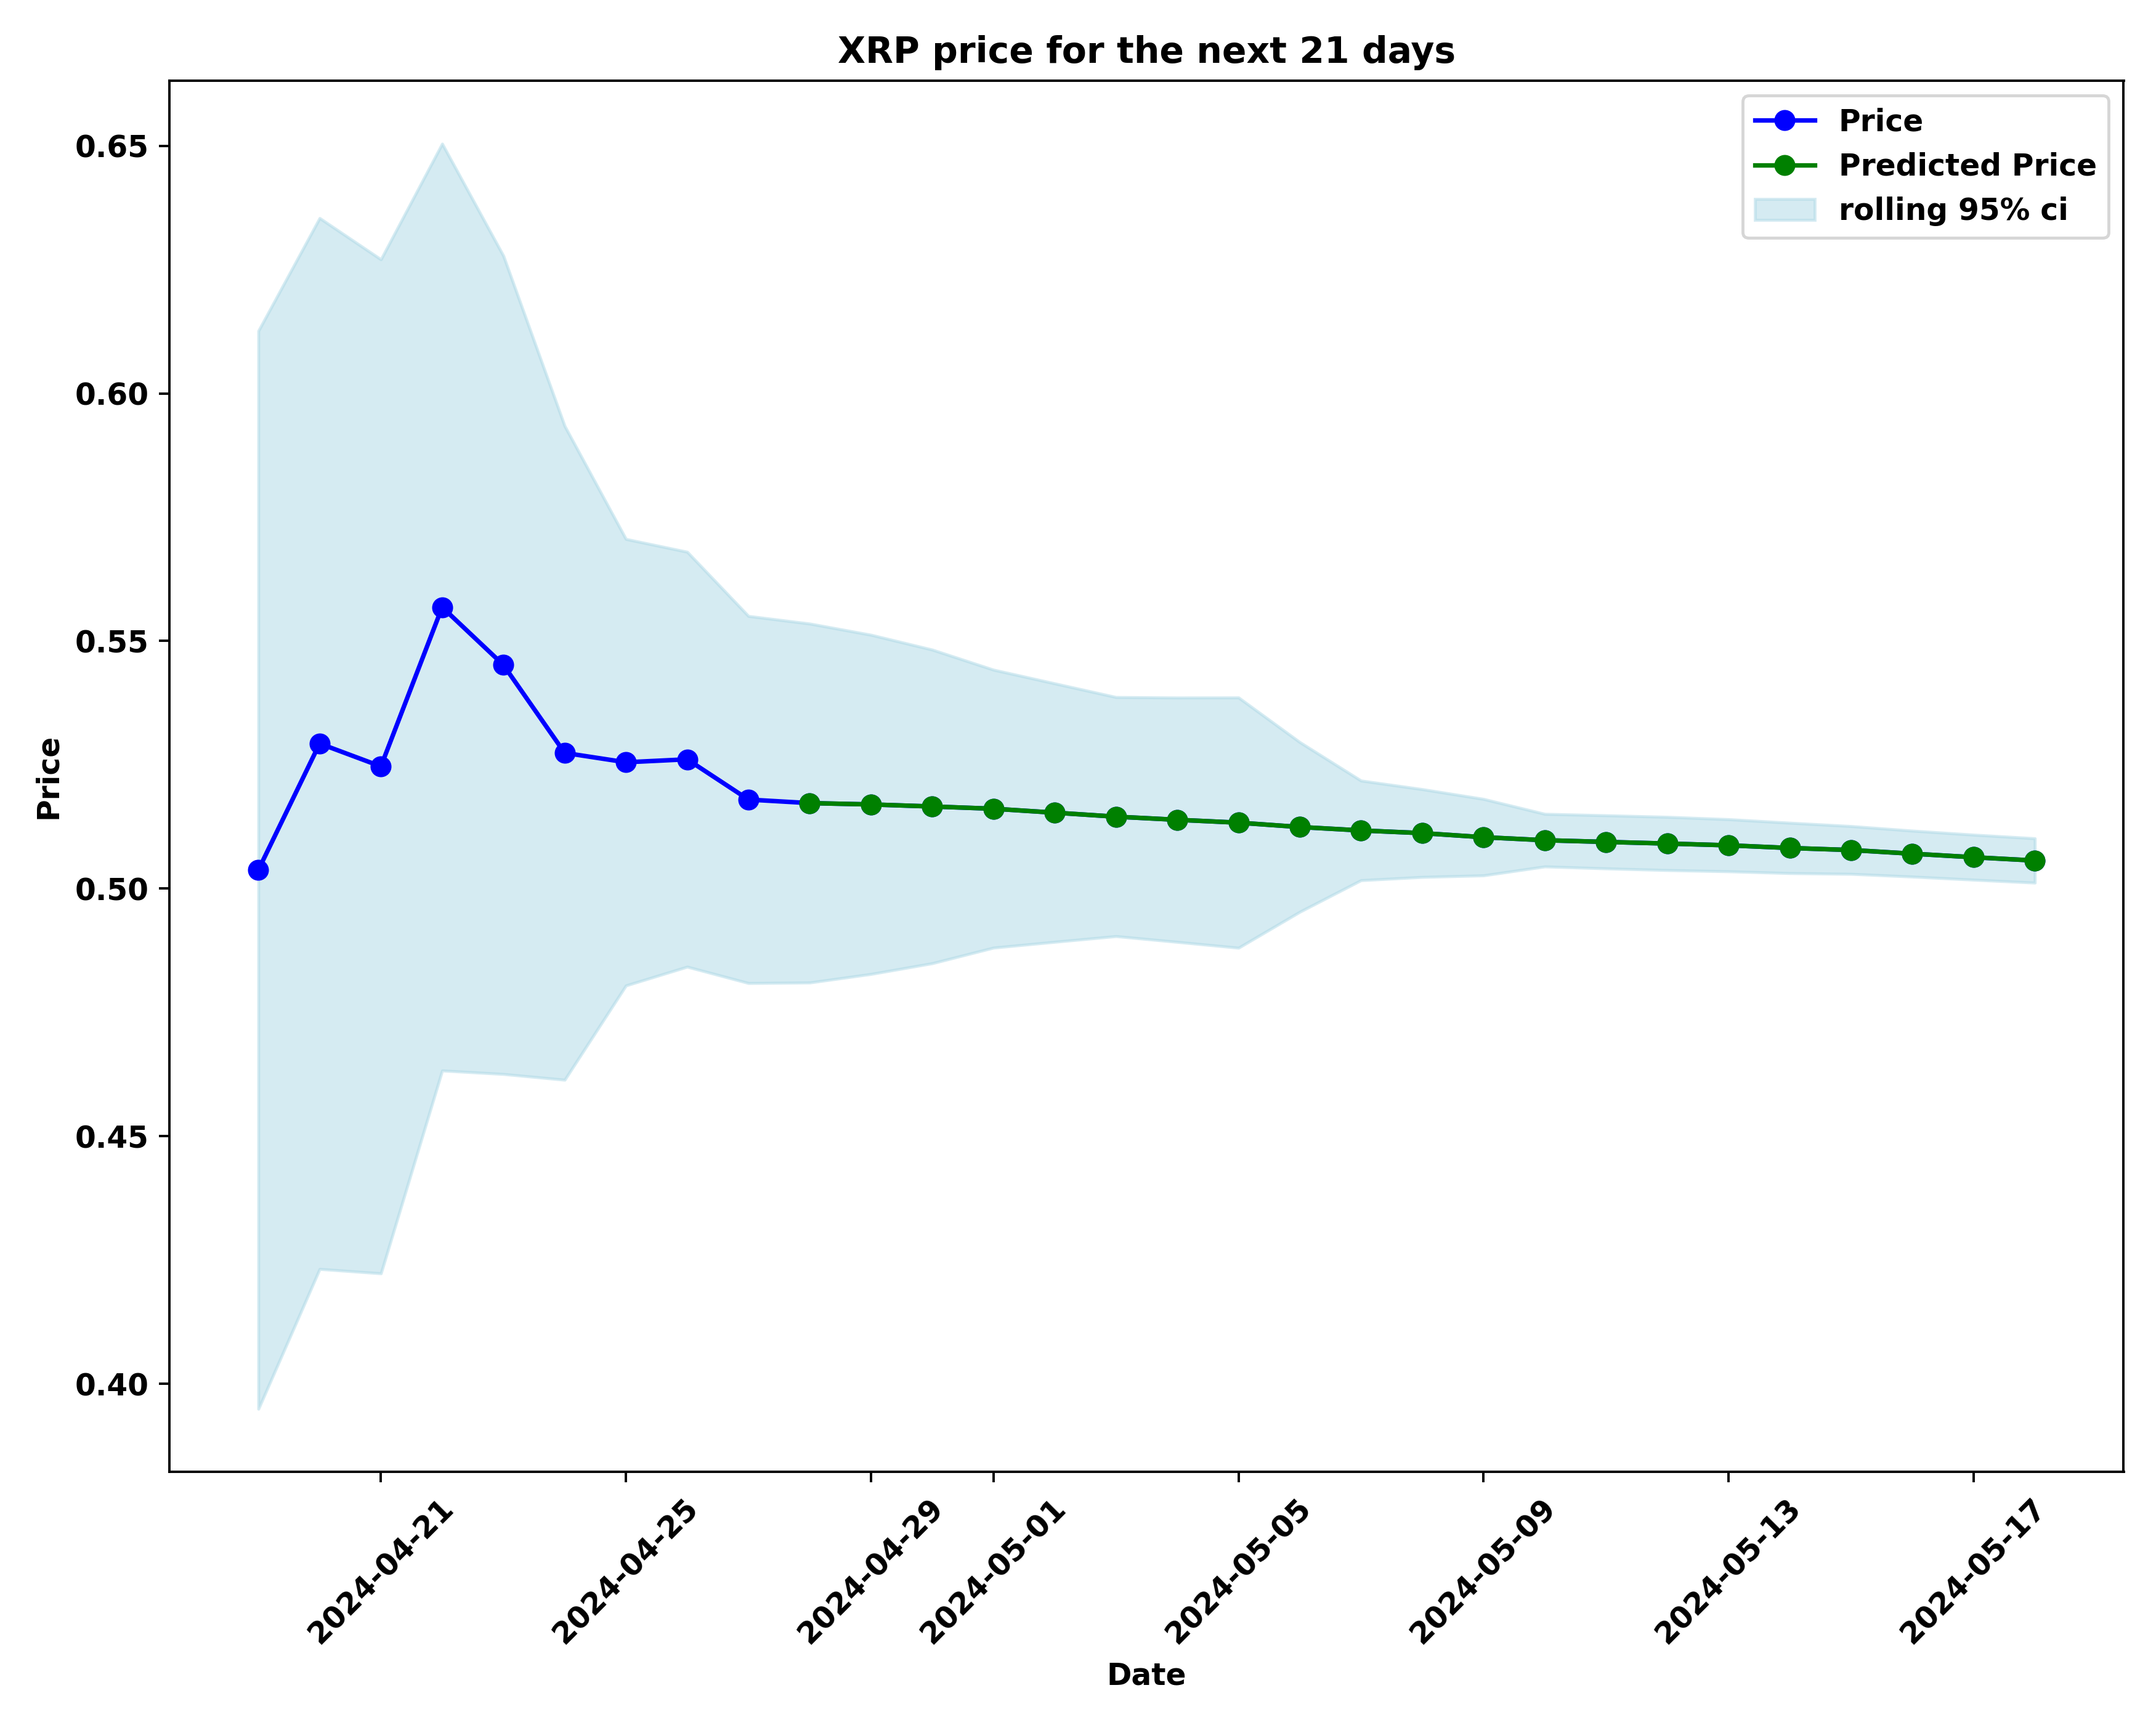 XRP price for the next 21 days
Price
Predicted Price
rolling 95% ci
0.65
0.60
0.55
0.50
0.45
0.40
Price
2024-04-21
2024-04-25
2024-04-29
2024-05-01
2024-05-05
2024-05-09
2024-05-13
2024-05-17
Date